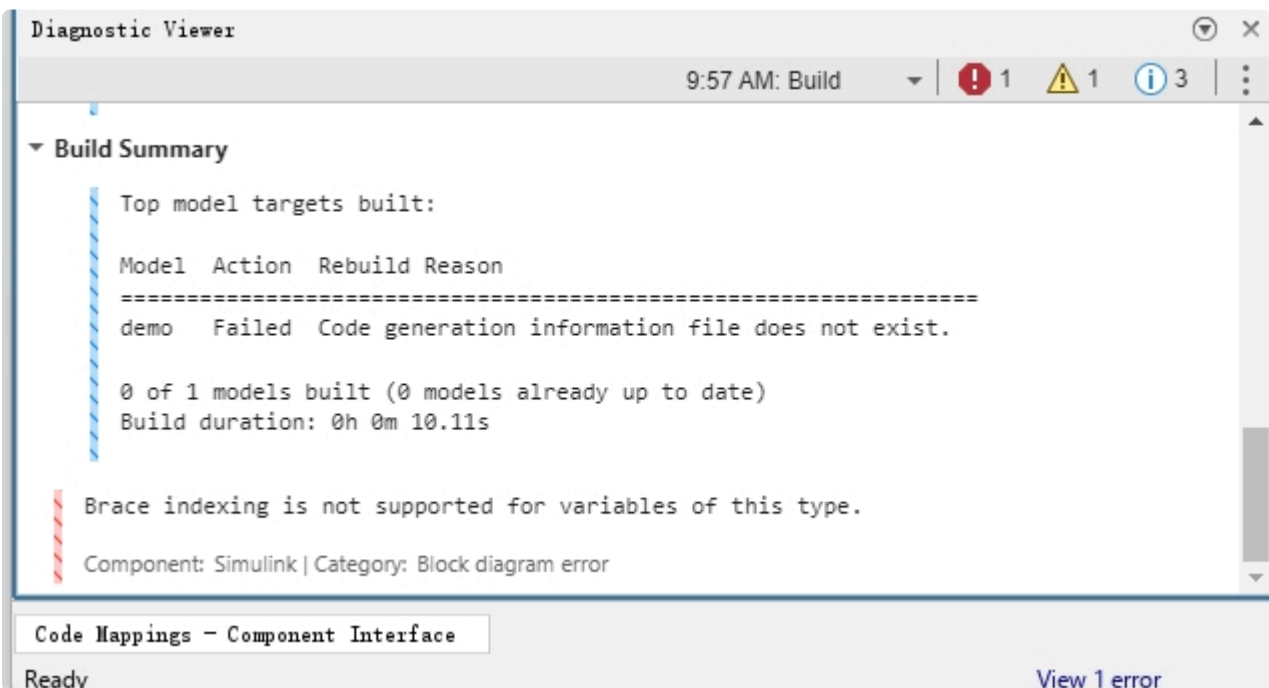 Diagnostic Viewer
9:57 AM: Build 1 1 3
Build Summary
Top model targets built:
Model Action Rebuild Reason
=================================================================
demo Failed Code generation information file does not exist.
0 of 1 models built (0 models already up to date)
Build duration: 0h 0m 10.11s
Brace indexing is not supported for variables of this type.
Component: Simulink | Category: Block diagram error
Code Mappings - Component Interface
Ready View 1 error